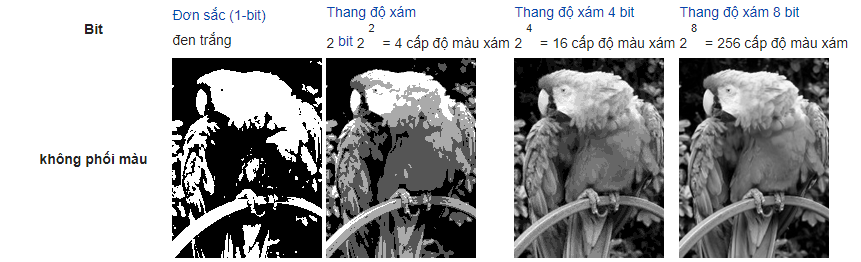 Bit
Đơn sắc (1-bit)
đen trắng
Thang độ xám
2 bit 2 2 = 4 cấp độ màu xám
Thang độ xám 4 bit
2 4 = 16 cấp độ màu xám
Thang độ xám 8 bit
2 8 = 256 cấp độ màu xám
không phối màu